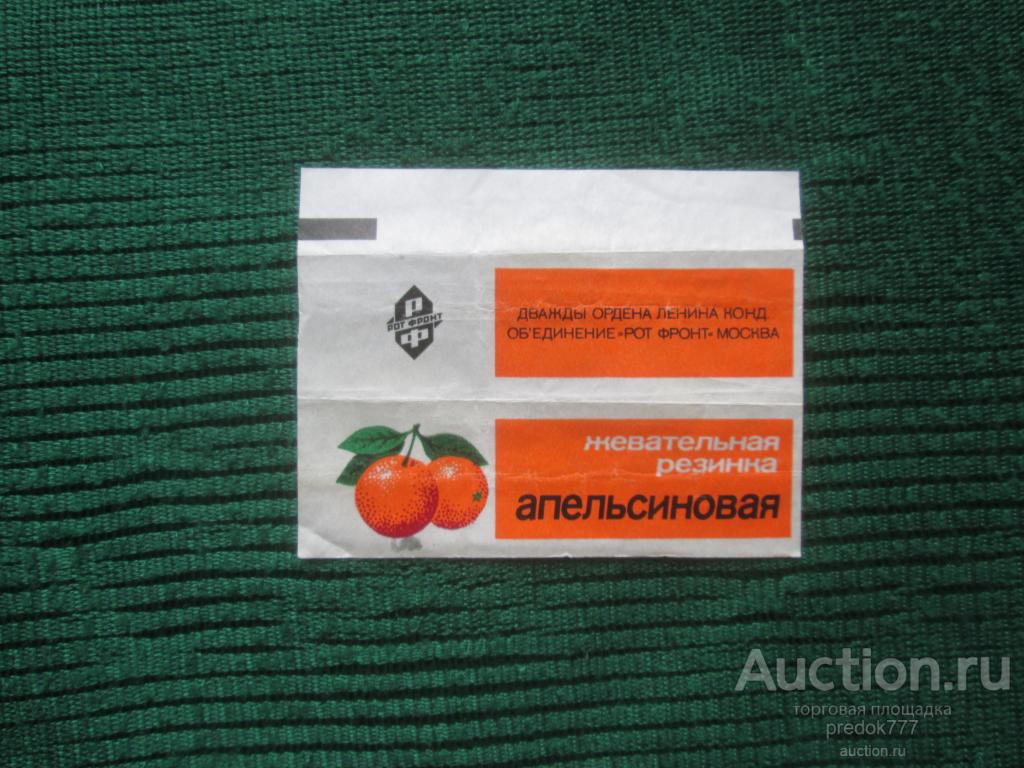 Р
РОТ ФРОНТ
Ф
ДВАЖДЫ ОРДЕНА ЛЕНИНА КОНД.
ОБ'ЕДИНЕНИЕ „РОТ ФРОНТ“ МОСКВА
жевательная
резинка
апельсиновая
Auction.ru
торговая площадка
predok777
auction.ru